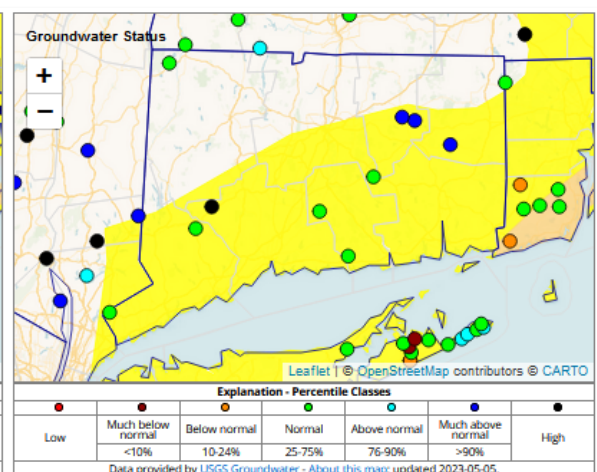 Groundwater Status
+
−
Leaflet | © OpenStreetMap contributors © CARTO
Explanation - Percentile Classes
Low
Much below normal
Below normal
Normal
Above normal
Much above normal
High
<10%
10-24%
25-75%
76-90%
>90%
Data provided by USGS Groundwater - About this map: updated 2023-05-05.